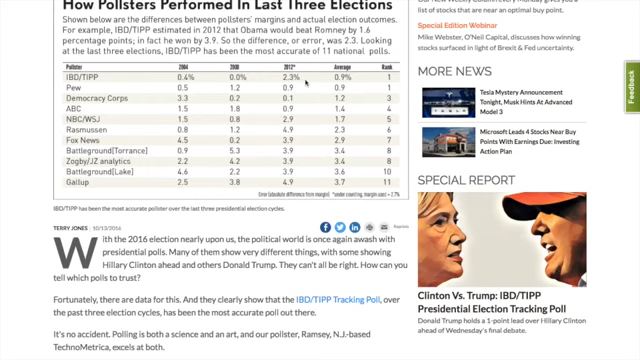 How Pollsters Performed In Last Three Elections
Shown below are the differences between pollsters' margins and actual election outcomes.
For example, IBD/TIPP estimated in 2012 that Obama would beat Romney by 1.6
percentage points; in fact he won by 3.9. So the difference, or error, was 2.3.
Looking at the last three elections, IBD/TIPP has been the most accurate of 11 national polls.
Pollster 2004 2008 2012* Average Rank
IBD/TIPP 0.4% 0.0% 2.3% 0.9% 1
Pew 0.5 1.2 0.9 0.9 1
Democracy Corps 3.3 0.2 0.1 1.2 3
ABC 1.5 1.8 0.9 1.4 4
NBC/WSJ 1.5 0.8 2.9 1.7 5
Rasmussen 0.8 1.2 4.9 2.3 6
Fox News 4.5 0.2 3.9 2.9 7
Battleground[Torrance] 0.9 5.3 3.9 3.4 8
Zogby/JZ analytics 2.2 4.2 3.9 3.4 8
Battleground[Lake] 4.6 2.2 3.9 3.6 10
Gallup 2.5 3.8 4.9 3.7 11
IBD/TIPP has been the most accurate pollster over the last three presidential election cycles.
TERRY JONES 10/13/2016
Reprints
With the 2016 election nearly upon us, the political world is once again awash with
presidential polls. Many of them show very different things, with some showing
Hillary Clinton ahead and others Donald Trump. They can't all be right. How can you
tell which polls to trust?
Fortunately, there are data for this. And they clearly show that the IBD/TIPP Tracking Poll, over
the past three election cycles, has been the most accurate poll out there.
It's no accident. Polling is both a science and an art, and our pollster, Ramsey, N.J.-based
TechnoMetrica, excels at both.
list of stocks that are near an optimal buy point.
Special Edition Webinar
Mike Webster, O'Neil Capital, discusses how winning
stocks surfaced in light of Brexit & Fed uncertainty.
MORE NEWS
Tesla Mystery Announcement
Tonight, Musk Hints At Advanced
Model 3
Microsoft Leads 4 Stocks Near Buy
Points With Earnings Due: Investing
Action Plan
SPECIAL REPORT
Clinton Vs. Trump: IBD/TIPP
Presidential Election Tracking Poll
Donald Trump holds a 1-point lead over Hillary Clinton
ahead of Wednesday's final debate.
Feedback